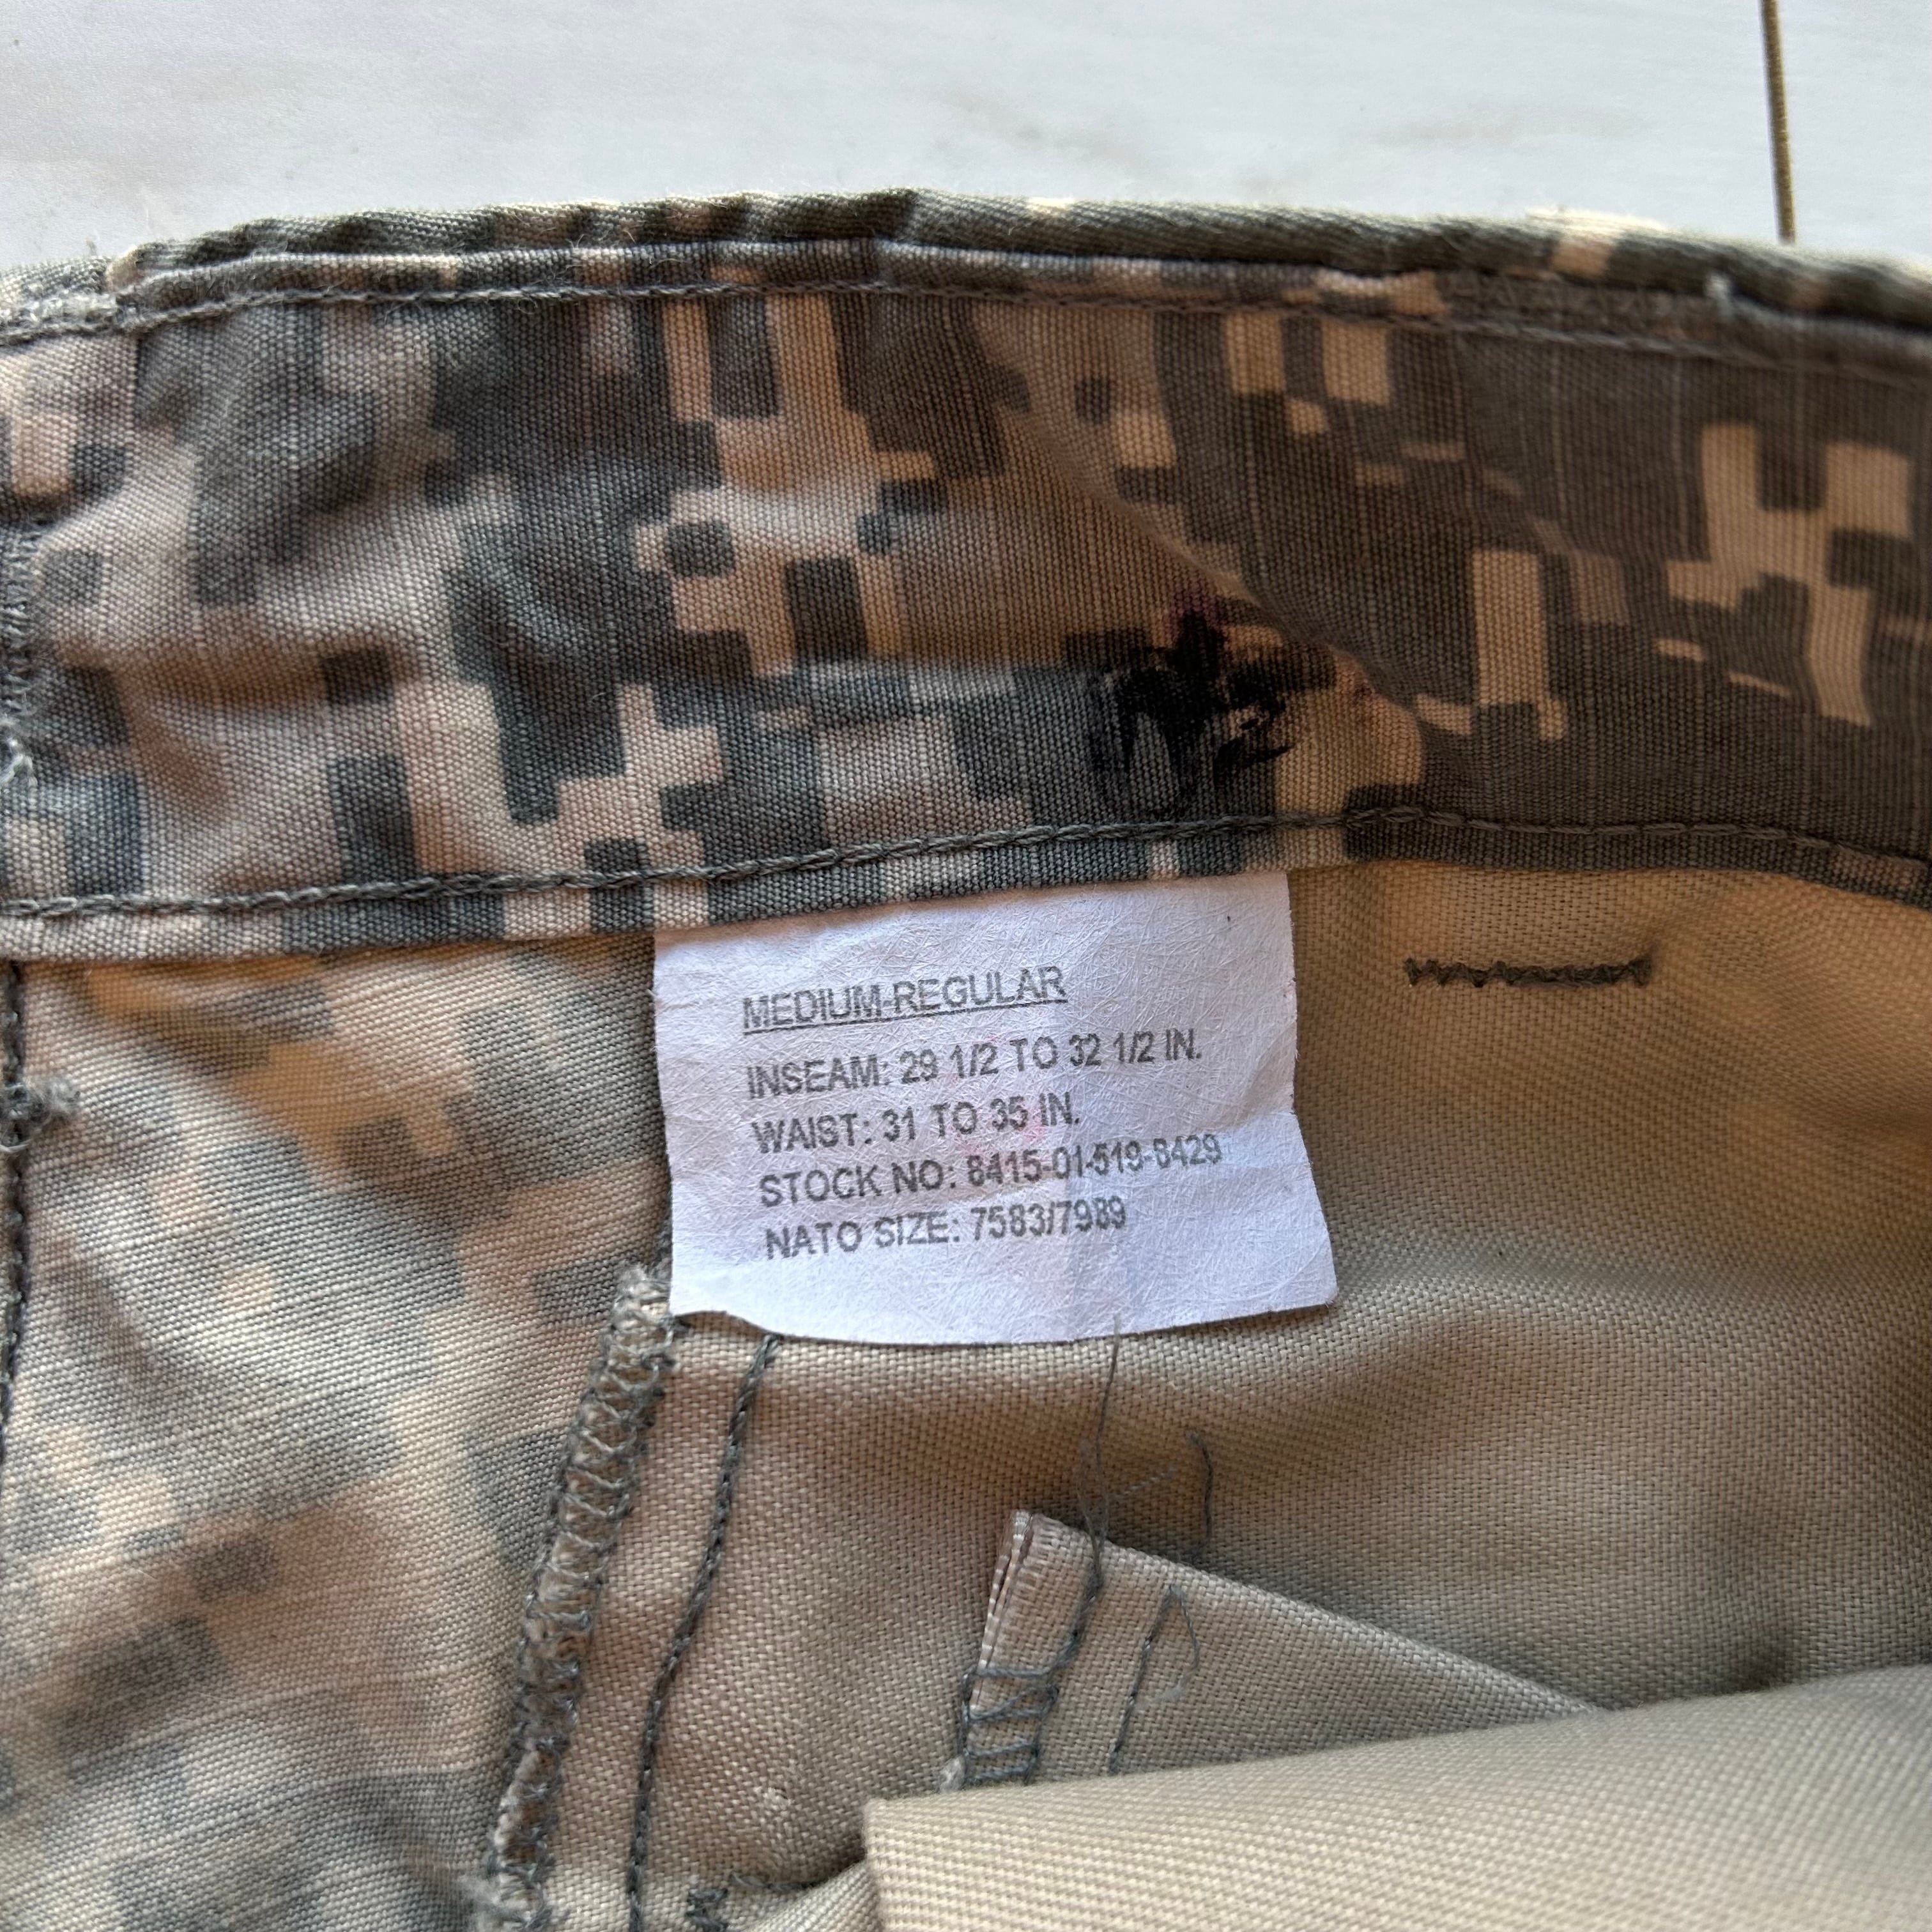 MEDIUM-REGULAR
INSEAM: 29 1/2 TO 32 1/2 IN.
WAIST: 31 TO 35 IN.
STOCK NO: 8415-01-519-8429
NATO SIZE: 7583/7989